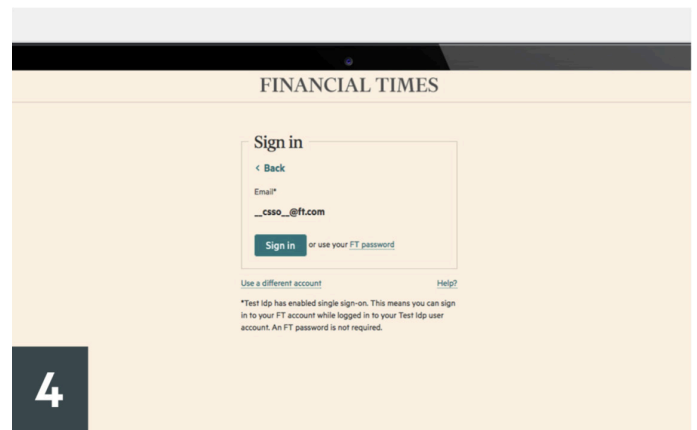 FINANCIAL TIMES
Sign in
< Back
Email*
__csso__@ft.com
Sign in or use your FT password
Use a different account Help?
*Test Idp has enabled single sign-on. This means you can sign
in to your FT account while logged in to your Test Idp user
account. An FT password is not required.
4